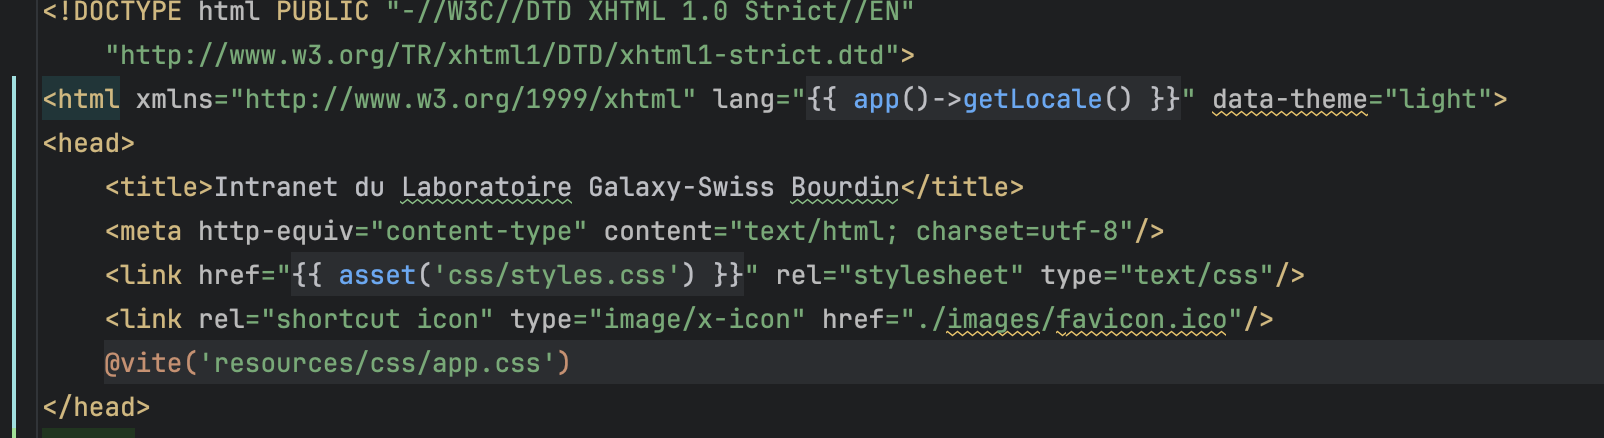 <!DOCTYPE html PUBLIC "-//W3C//DTD XHTML 1.0 Strict//EN"
"http://www.w3.org/TR/xhtml1/DTD/xhtml1-strict.dtd">
<html xmlns="http://www.w3.org/1999/xhtml" lang="{{ app()->getLocale() }}" data-theme="light">
<head>
<title>Intranet du Laboratoire Galaxy-Swiss Bourdin</title>
<meta http-equiv="content-type" content="text/html; charset=utf-8"/>
<link href="{{ asset('css/styles.css') }}" rel="stylesheet" type="text/css"/>
<link rel="shortcut icon" type="image/x-icon" href="./images/favicon.ico"/>
@vite('resources/css/app.css')
</head>